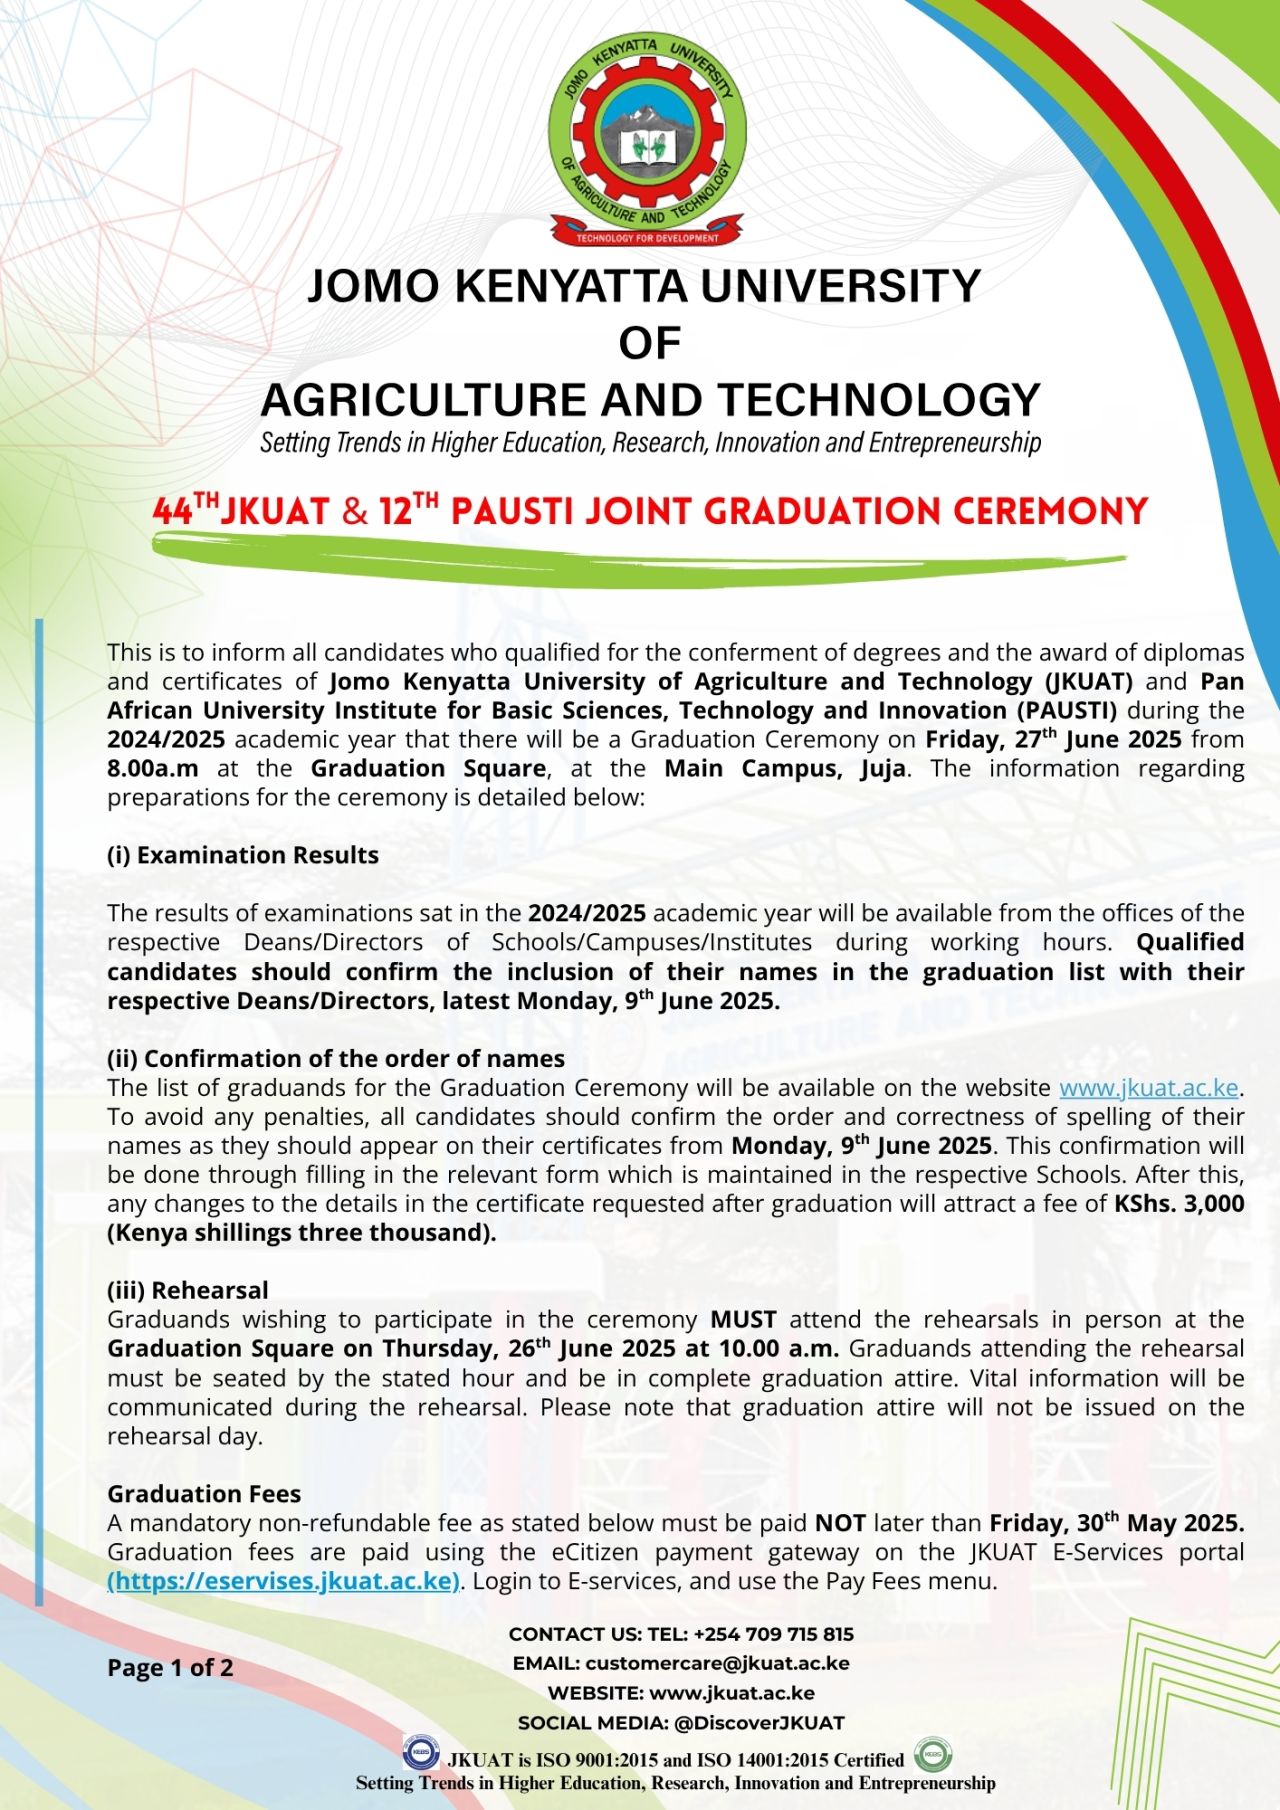 JOMO KENYATTA UNIVERSITY
OF AGRICULTURE AND TECHNOLOGY
TECHNOLOGY FOR DEVELOPMENT
JOMO KENYATTA UNIVERSITY
OF
AGRICULTURE AND TECHNOLOGY
Setting Trends in Higher Education, Research, Innovation and Entrepreneurship
44TH JKUAT & 12TH PAUSTI JOINT GRADUATION CEREMONY
This is to inform all candidates who qualified for the conferment of degrees and the award of diplomas
and certificates of Jomo Kenyatta University of Agriculture and Technology (JKUAT) and Pan
African University Institute for Basic Sciences, Technology and Innovation (PAUSTI) during the
2024/2025 academic year that there will be a Graduation Ceremony on Friday, 27th June 2025 from
8.00a.m at the Graduation Square, at the Main Campus, Juja. The information regarding
preparations for the ceremony is detailed below:
(i) Examination Results
The results of examinations sat in the 2024/2025 academic year will be available from the offices of the
respective Deans/Directors of Schools/Campuses/Institutes during working hours. Qualified
candidates should confirm the inclusion of their names in the graduation list with their
respective Deans/Directors, latest Monday, 9th June 2025.
(ii) Confirmation of the order of names
The list of graduands for the Graduation Ceremony will be available on the website www.jkuat.ac.ke.
To avoid any penalties, all candidates should confirm the order and correctness of spelling of their
names as they should appear on their certificates from Monday, 9th June 2025. This confirmation will
be done through filling in the relevant form which is maintained in the respective Schools. After this,
any changes to the details in the certificate requested after graduation will attract a fee of KShs. 3,000
(Kenya shillings three thousand).
(iii) Rehearsal
Graduands wishing to participate in the ceremony MUST attend the rehearsals in person at the
Graduation Square on Thursday, 26th June 2025 at 10.00 a.m. Graduands attending the rehearsal
must be seated by the stated hour and be in complete graduation attire. Vital information will be
communicated during the rehearsal. Please note that graduation attire will not be issued on the
rehearsal day.
Graduation Fees
A mandatory non-refundable fee as stated below must be paid NOT later than Friday, 30th May 2025.
Graduation fees are paid using the eCitizen payment gateway on the JKUAT E-Services portal
(https://eservises.jkuat.ac.ke). Login to E-services, and use the Pay Fees menu.
CONTACT US: TEL: +254 709 715 815
EMAIL: customercare@jkuat.ac.ke
Page 1 of 2
WEBSITE: www.jkuat.ac.ke
SOCIAL MEDIA: @DiscoverJKUAT
KEBS JKUAT is ISO 9001:2015 and ISO 14001:2015 Certified KEBS
Setting Trends in Higher Education, Research, Innovation and Entrepreneurship